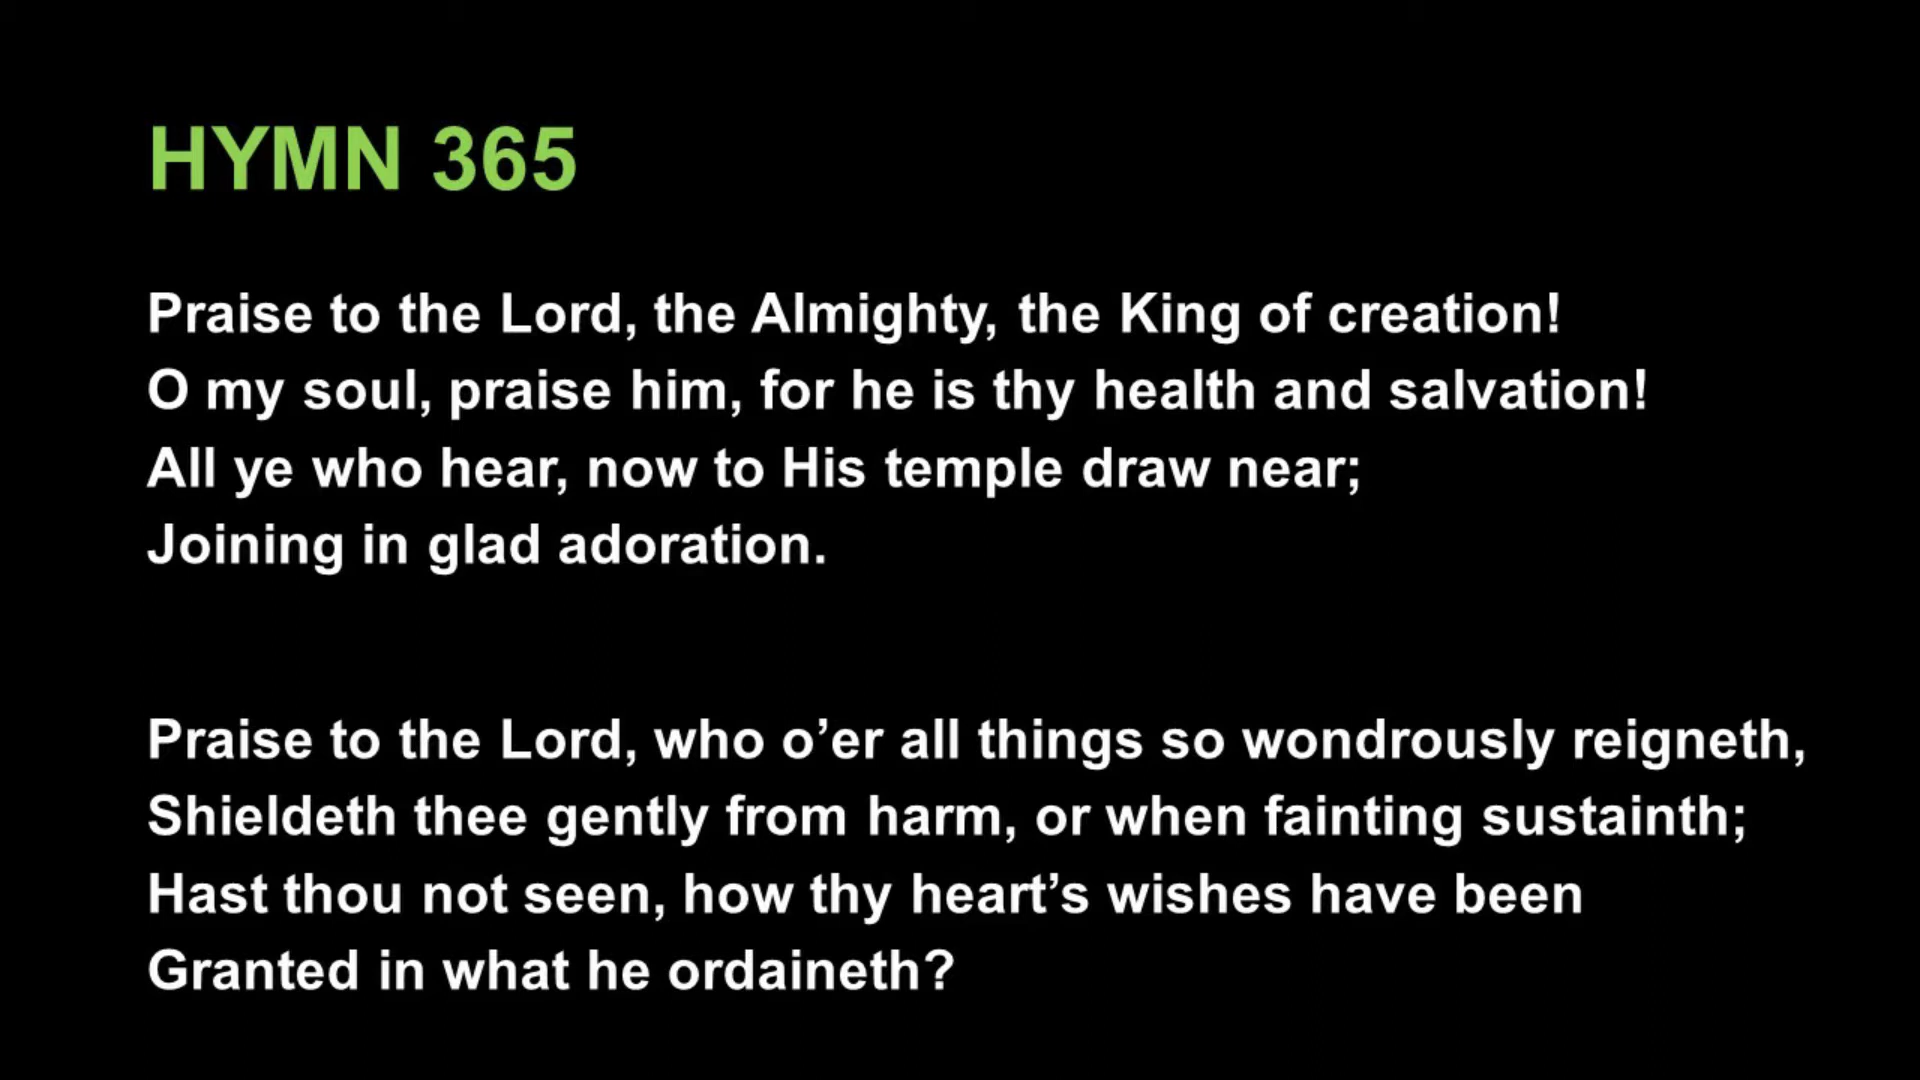 HYMN 365
Praise to the Lord, the Almighty, the King of creation!
O my soul, praise him, for he is thy health and salvation!
All ye who hear, now to His temple draw near;
Joining in glad adoration.
Praise to the Lord, who o’er all things so wondrously reigneth,
Shieldeth thee gently from harm, or when fainting sustainth;
Hast thou not seen, how thy heart’s wishes have been
Granted in what he ordaineth?